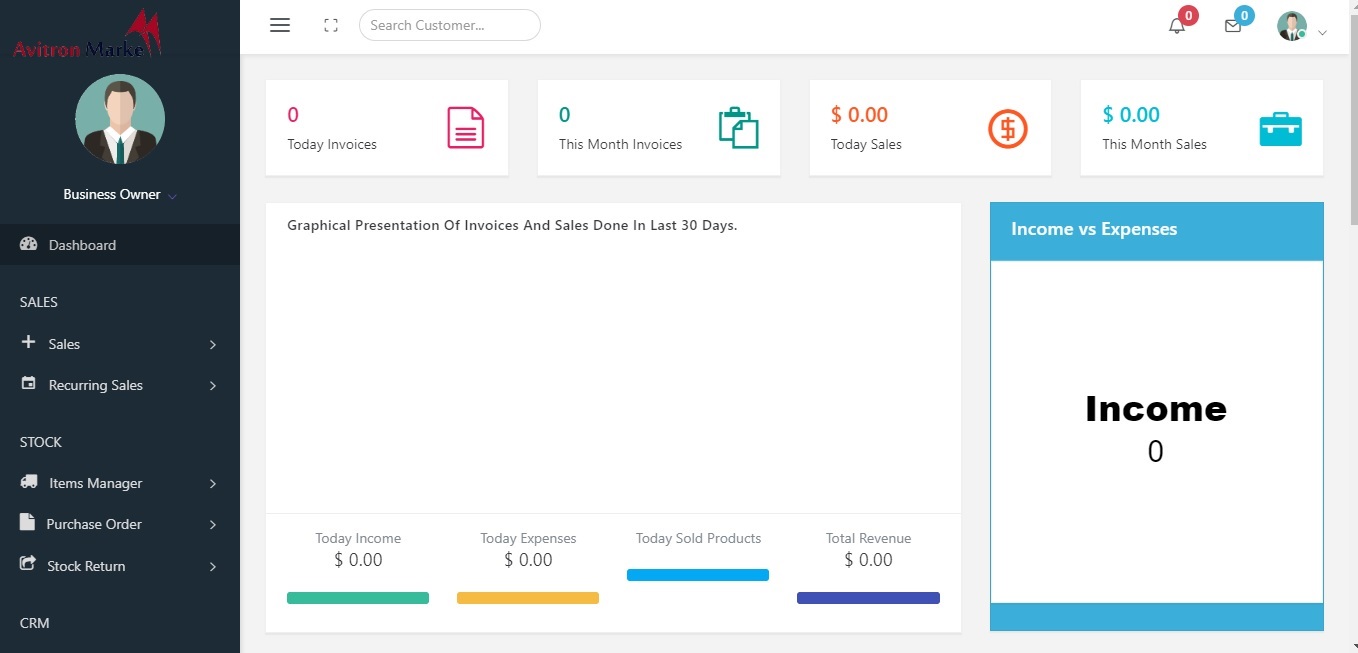 Avitron Marke
Business Owner
Dashboard
SALES
Sales
Recurring Sales
STOCK
Items Manager
Purchase Order
Stock Return
CRM
Search Customer...
0
0
0
Today Invoices
0
This Month Invoices
$ 0.00
Today Sales
$ 0.00
This Month Sales
Graphical Presentation Of Invoices And Sales Done In Last 30 Days.
Today Income
$ 0.00
Today Expenses
$ 0.00
Today Sold Products
Total Revenue
$ 0.00
Income vs Expenses
Income
0